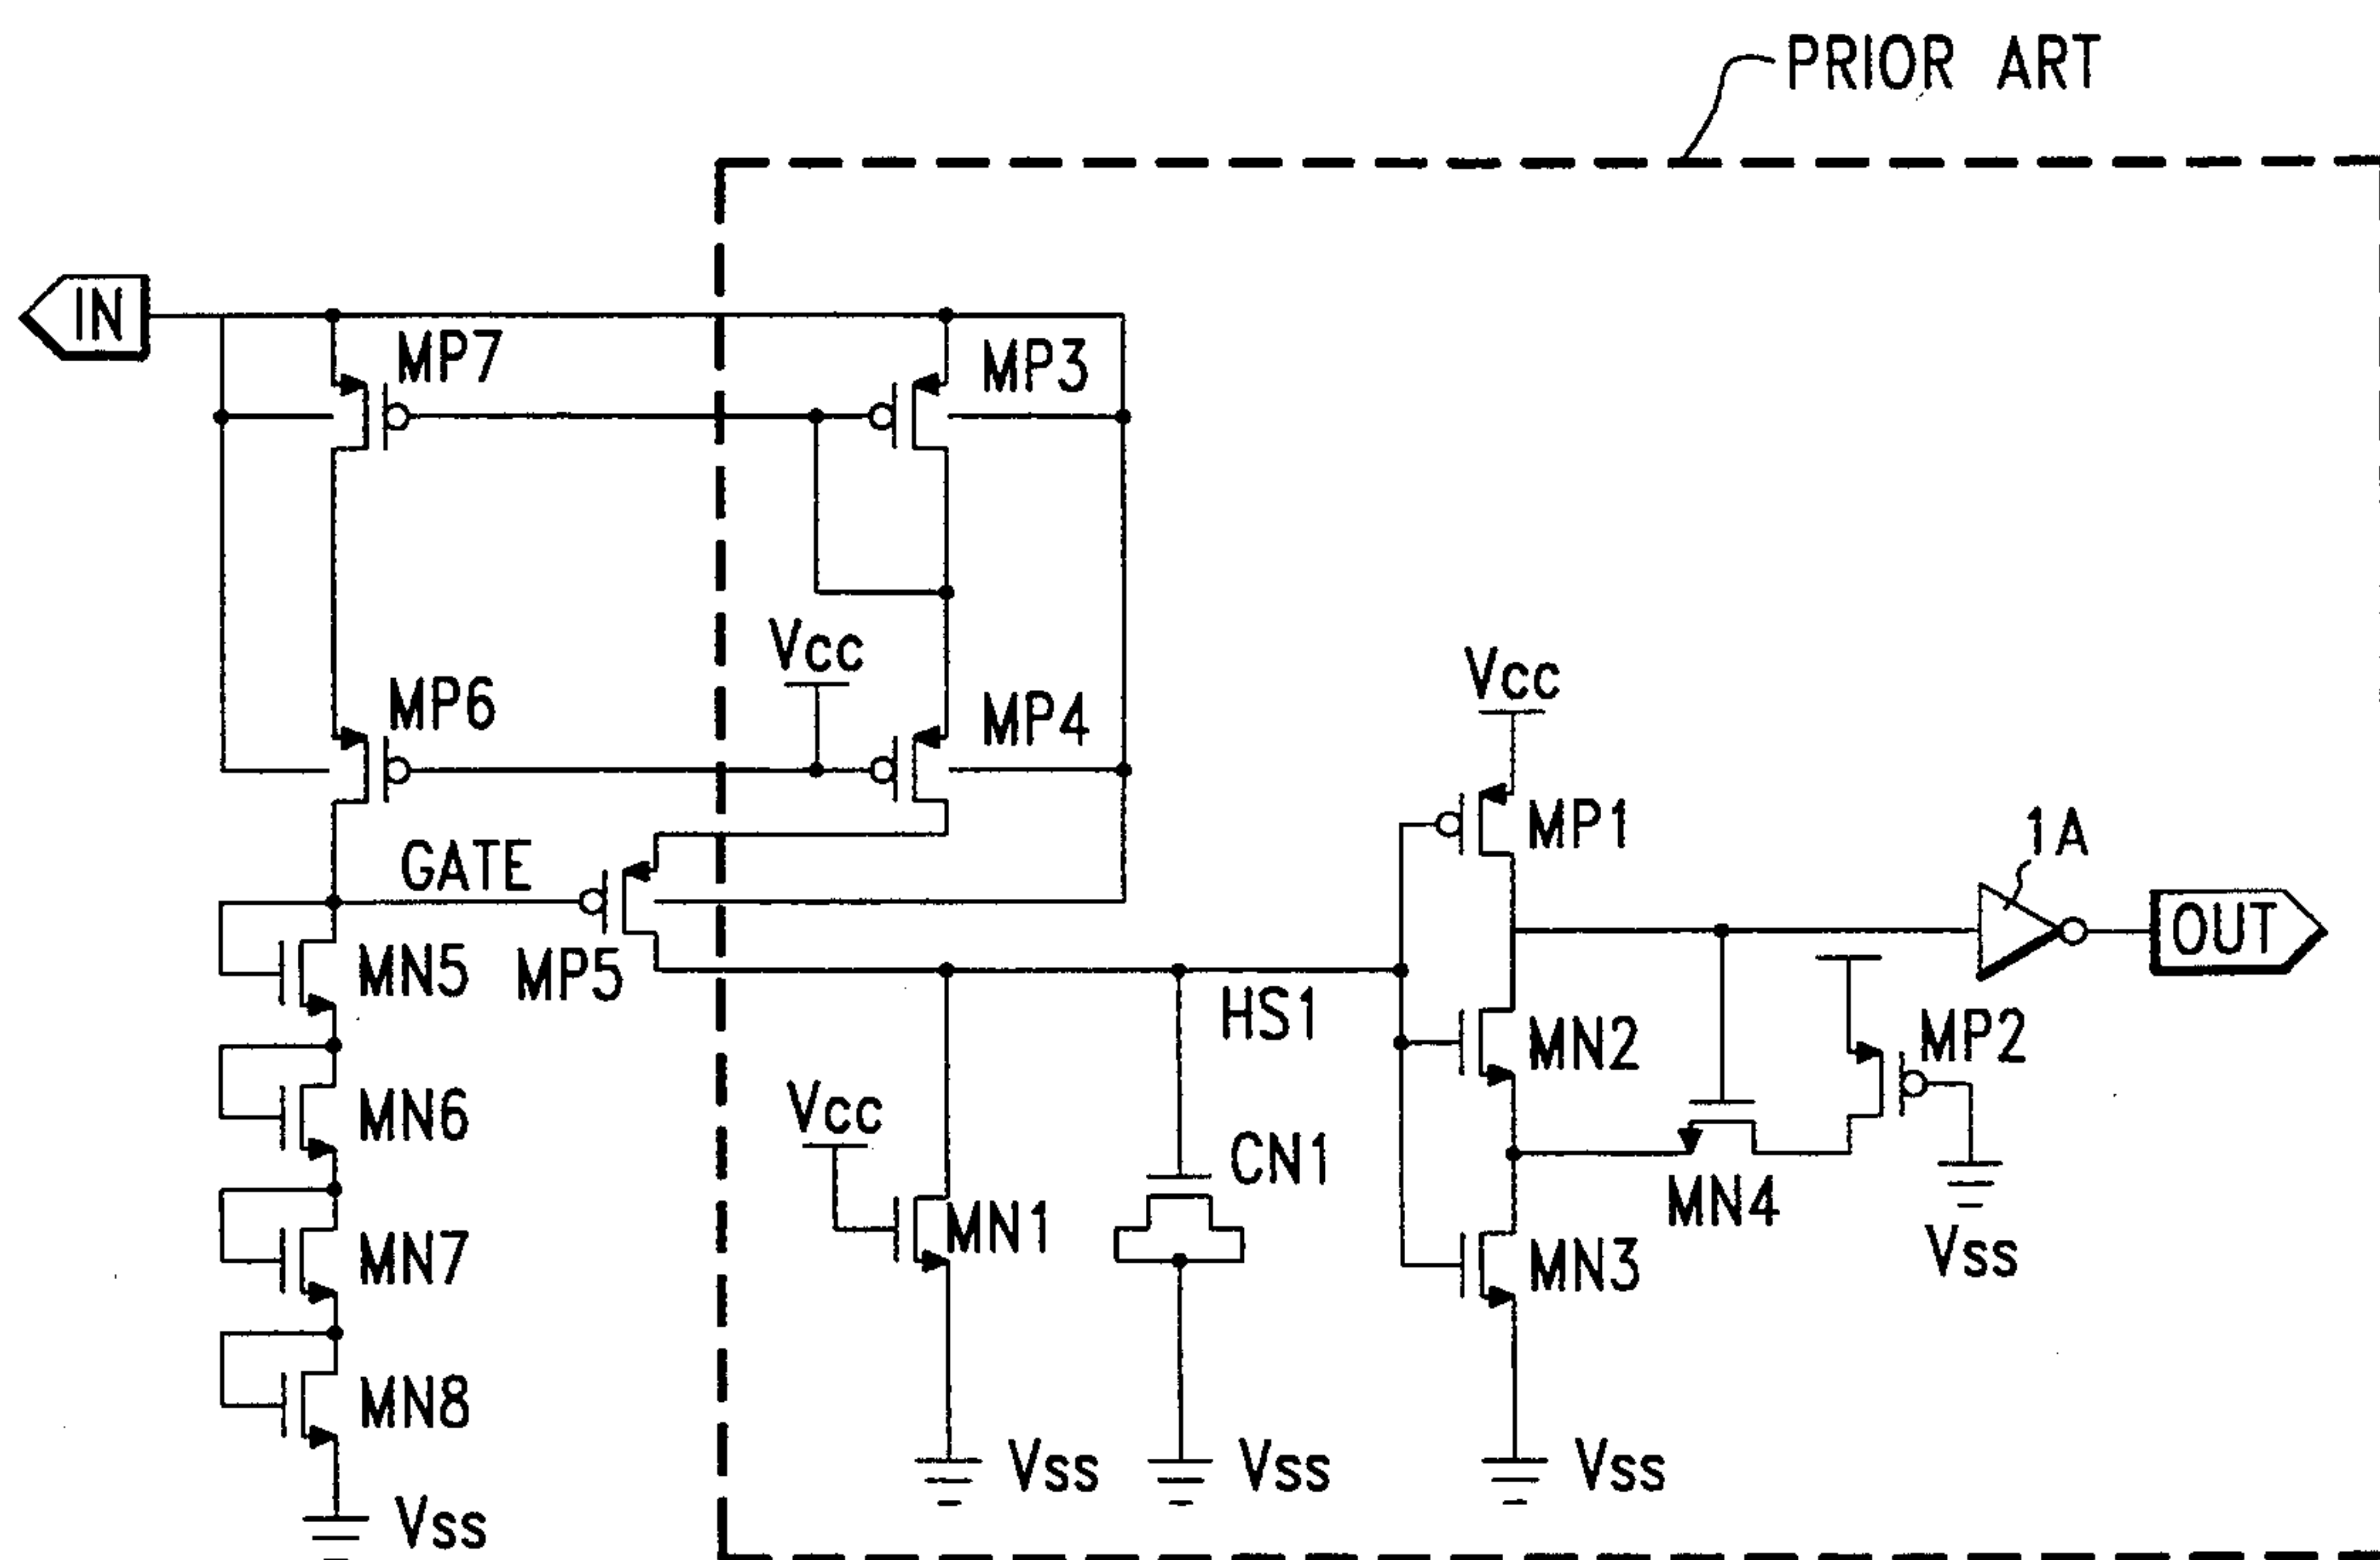 PRIOR ART
IN
MP7
MP3
Vcc
Vcc
MP6
MP4
MP1
1A
GATE
OUT
MN5
MP5
HS1
MN2
MP2
MN6
Vcc
CN1
MN4
MN7
MN1
MN3
Vss
MN8
Vss
Vss
Vss
Vss